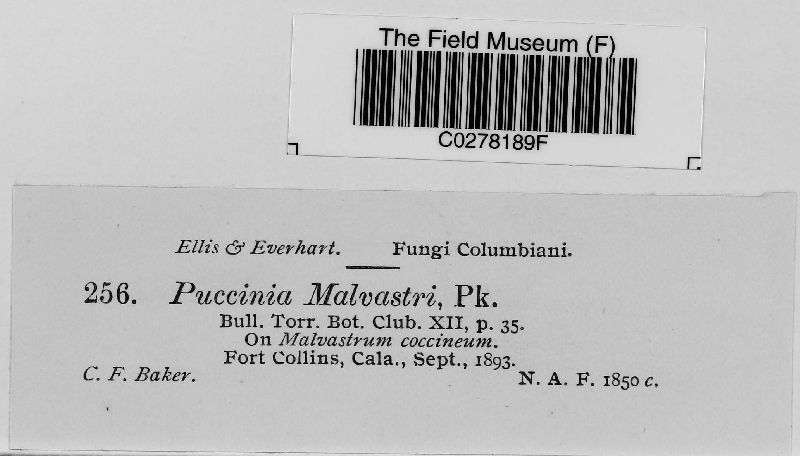 The Field Museum (F)
C0278189F
Ellis & Everhart. Fungi Columbiani.
256. Puccinia Malvastri, Pk.
Bull. Torr. Bot. Club. XII, p. 35.
On Malvastrum coccineum.
Fort Collins, Cala., Sept., 1893.
C. F. Baker. N. A. F. 1850 c.